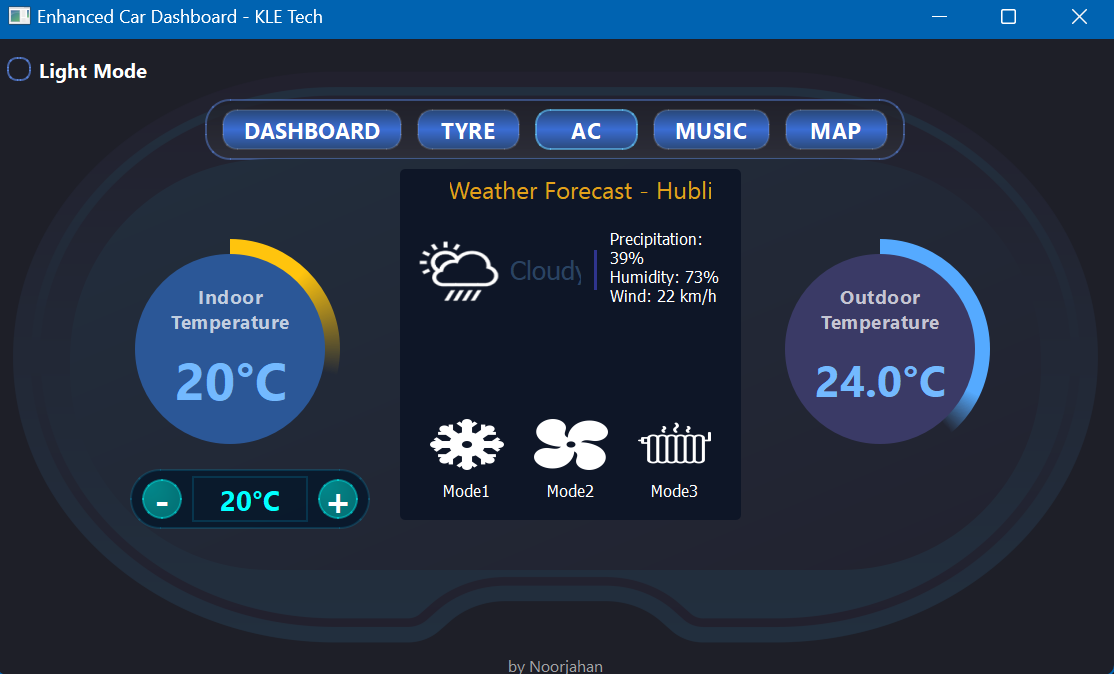 Enhanced Car Dashboard - KLE Tech
Light Mode
DASHBOARD
TYRE
AC
MUSIC
MAP
Weather Forecast - Hubli
Cloudy
Precipitation:
39%
Humidity: 73%
Wind: 22 km/h
Indoor
Temperature
20°C
Outdoor
Temperature
24.0°C
Mode1
Mode2
Mode3
-
20°C
+
by Noorjahan